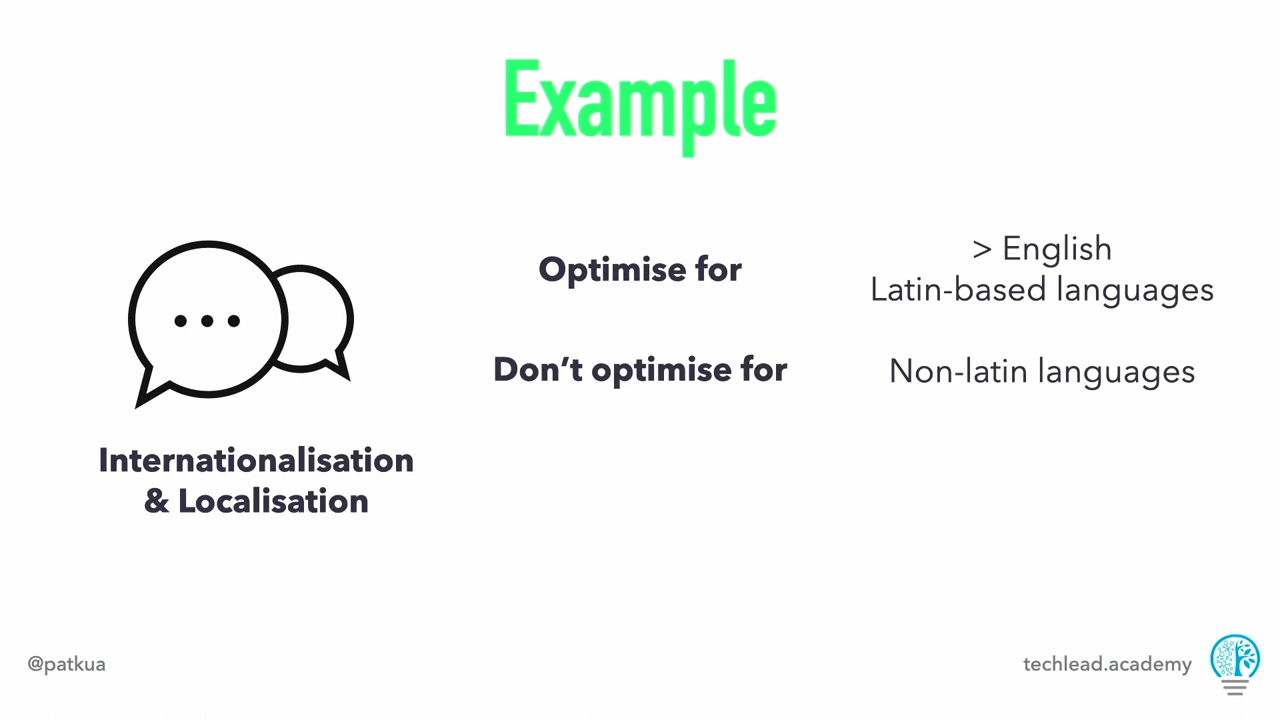 Example
Optimise for
> English
Latin-based languages
Don’t optimise for
Non-latin languages
Internationalisation
& Localisation
@patkua
techlead.academy